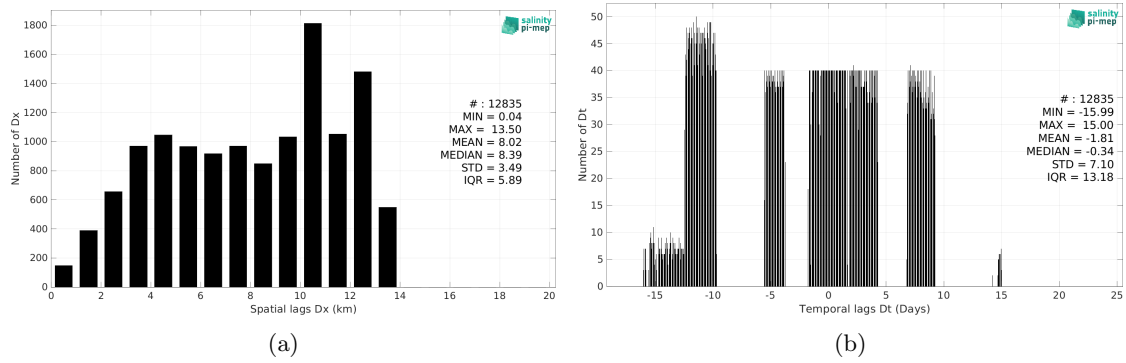 salinity
pi-mep
1800
1600
1400
1200
1000
800
600
400
200
0
Number of Dx
# : 12835
MIN = 0.04
MAX = 13.50
MEAN = 8.02
MEDIAN = 8.39
STD = 3.49
IQR = 5.89
0 2 4 6 8 10 12 14 16 18 20
Spatial lags Dx (km)
(a)
salinity
pi-mep
50
45
40
35
30
25
20
15
10
5
0
Number of Dt
# : 12835
MIN = -15.99
MAX = 15.00
MEAN = -1.81
MEDIAN = -0.34
STD = 7.10
IQR = 13.18
-15 -10 -5 0 5 10 15 20 25
Temporal lags Dt (Days)
(b)